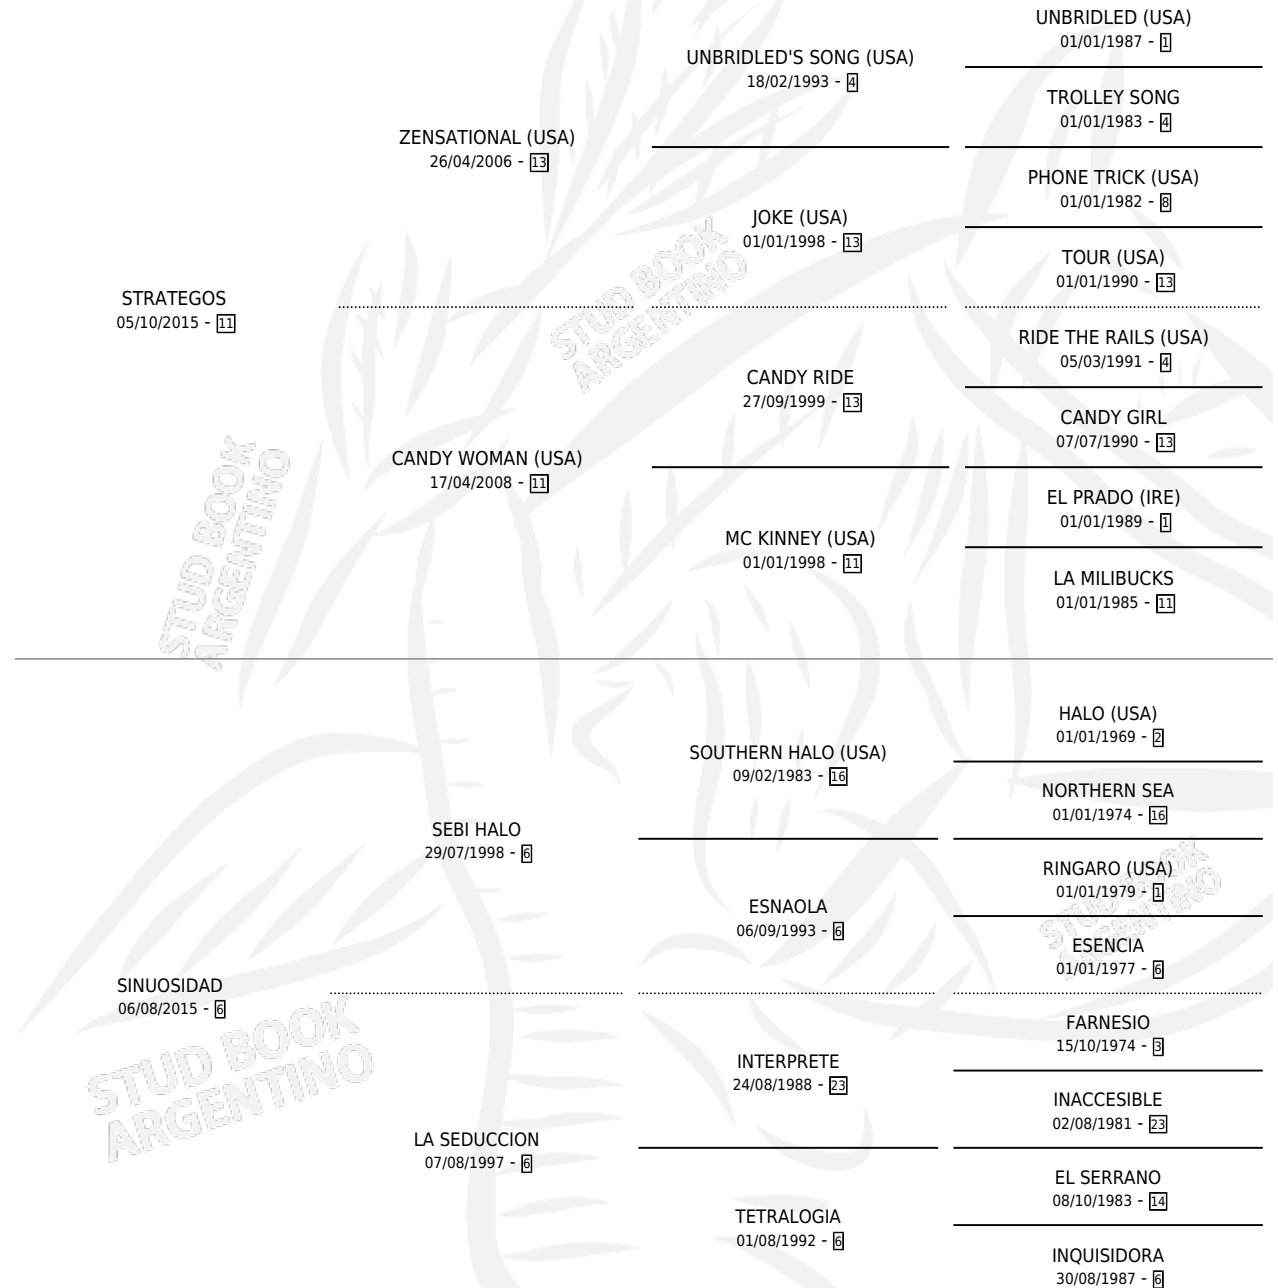 UNBRIDLED (USA)
01/01/1987 - 1
UNBRIDLED'S SONG (USA)
18/02/1993 - 4
TROLLEY SONG
01/01/1983 - 4
ZENSATIONAL (USA)
26/04/2006 - 13
PHONE TRICK (USA)
01/01/1982 - 8
JOKE (USA)
01/01/1998 - 13
TOUR (USA)
01/01/1990 - 13
STRATEGOS
05/10/2015 - 11
RIDE THE RAILS (USA)
05/03/1991 - 4
CANDY RIDE
27/09/1999 - 13
CANDY GIRL
07/07/1990 - 13
CANDY WOMAN (USA)
17/04/2008 - 11
EL PRADO (IRE)
01/01/1989 - 1
MC KINNEY (USA)
01/01/1998 - 11
LA MILIBUCKS
01/01/1985 - 11
HALO (USA)
01/01/1969 - 2
SOUTHERN HALO (USA)
09/02/1983 - 16
NORTHERN SEA
01/01/1974 - 16
SEBI HALO
29/07/1998 - 6
RINGARO (USA)
01/01/1979 - 1
ESNAOLA
06/09/1993 - 6
ESENCIA
01/01/1977 - 6
SINUOSIDAD
06/08/2015 - 6
FARNESIO
15/10/1974 - 3
INTERPRETE
24/08/1988 - 23
INACCESIBLE
02/08/1981 - 23
LA SEDUCCION
07/08/1997 - 6
EL SERRANO
08/10/1983 - 14
TETRALOGIA
01/08/1992 - 6
INQUISIDORA
30/08/1987 - 6
STUD BOOK
ARGENTINO
STUD BOOK
ARGENTINO
STUD BOOK
ARGENTINO
STUD BOOK
ARGENTINO